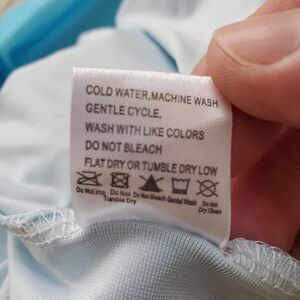 COLD WATER,MACHINE WASH
GENTLE CYCLE,
WASH WITH LIKE COLORS
DO NOT BLEACH
FLAT DRY OR TUMBLE DRY LOW
Do Not Iron Do Not Do Not Bleach Gentel Wash Do Not
Tumble Dry Dry Clean